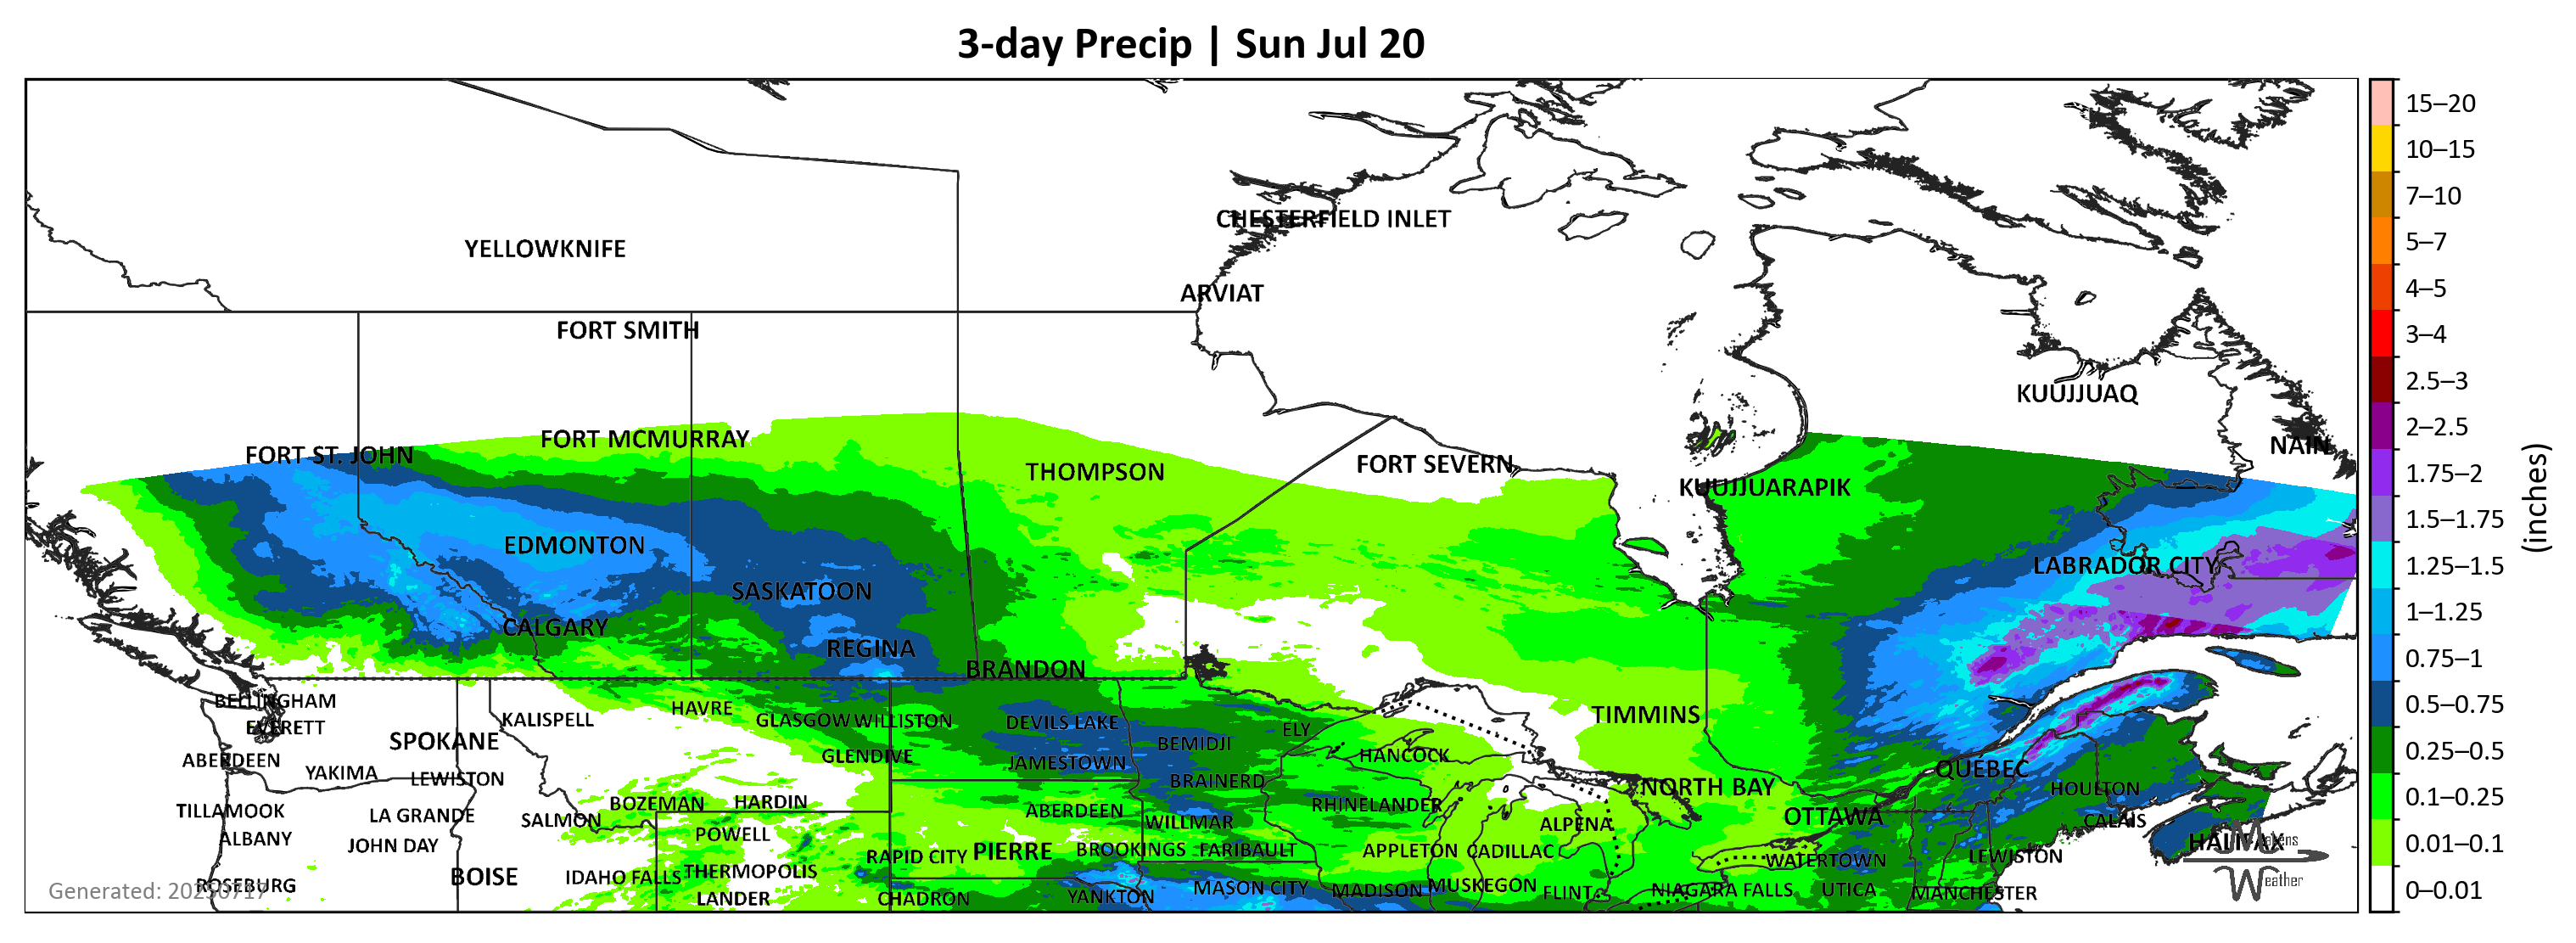 3-day Precip | Sun Jul 20
CHESTERFIELD INLET
YELLOWKNIFE
ARVIAT
FORT SMITH
KUUJJUAQ
FORT ST. JOHN
FORT MCMURRAY
THOMPSON
FORT SEVERN
NAIN
KUUJJUARAPIK
EDMONTON
LABRADOR CITY
SASKATOON
CALGARY
REGINA
BRANDON
BELLINGHAM
EVERETT
KALISPELL
HAVRE
GLASGOW
WILLISTON
DEVILS LAKE
TIMMINS
SPOKANE
ABERDEEN
GLENDIVE
JAMESTOWN
BEMIDJI
ELY
HANCOCK
QUEBEC
YAKIMA
LEWISTON
BRAINERD
NORTH BAY
HOULTON
TILLAMOOK
LA GRANDE
SALMON
BOZEMAN
HARDIN
ABERDEEN
WILLMAR
RHINELANDER
ALPENA
OTTAWA
CALAIS
ALBANY
JOHN DAY
POWELL
RAPID CITY
PIERRE
BROOKINGS
FARIBAULT
APPLETON
CADILLAC
WATERTOWN
LEWISTON
HALIFAX
ROSEBURG
BOISE
IDAHO FALLS
THERMOPOLIS
LANDER
CHADRON
YANKTON
MASON CITY
MADISON
MUSKEGON
FLINT
NIAGARA FALLS
UTICA
MANCHESTER
Generated: 20250717
Weather
15–20
10–15
7–10
5–7
4–5
3–4
2.5–3
2–2.5
1.75–2
1.5–1.75
1.25–1.5
1–1.25
0.75–1
0.5–0.75
0.25–0.5
0.1–0.25
0.01–0.1
0–0.01
(inches)